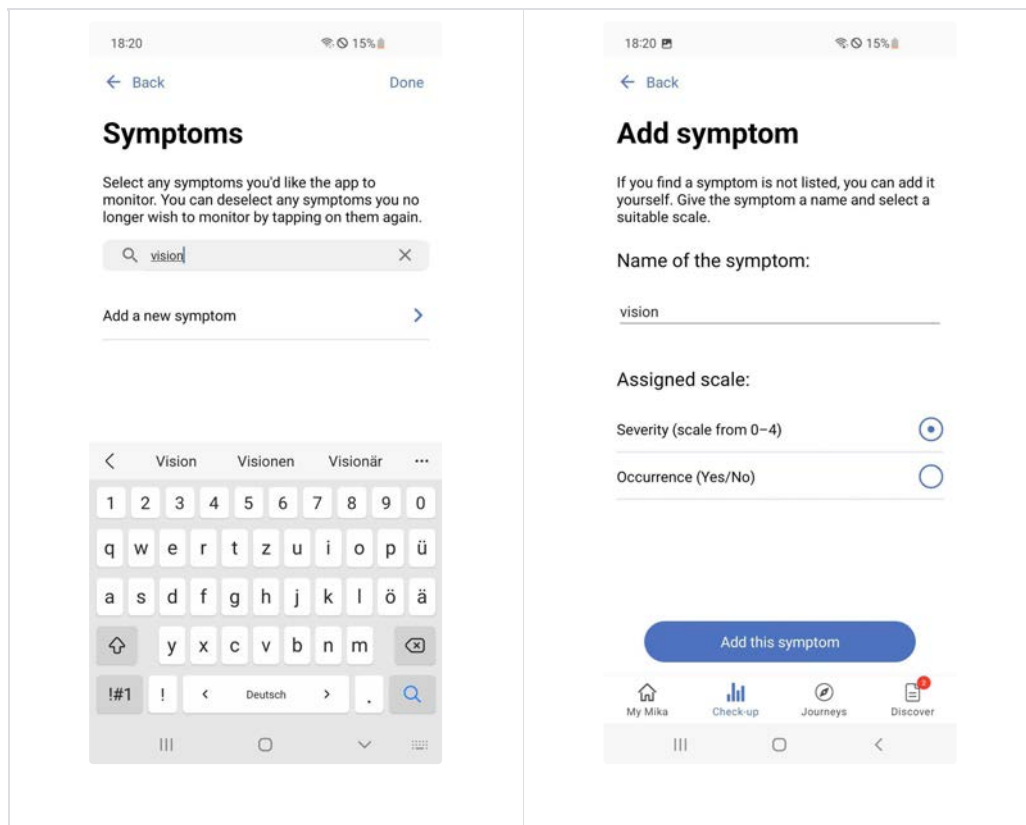 18:20
15%
Back
Done
Symptoms
Select any symptoms you'd like the app to
monitor. You can deselect any symptoms you no
longer wish to monitor by tapping on them again.
vision
Add a new symptom
Vision Visionen Visionär
1 2 3 4 5 6 7 8 9 0
q w e r t z u i o p ü
a s d f g h j k l ö ä
y x c v b n m
!#1 ! Deutsch .
18:20
15%
Back
Add symptom
If you find a symptom is not listed, you can add it
yourself. Give the symptom a name and select a
suitable scale.
Name of the symptom:
vision
Assigned scale:
Severity (scale from 0–4)
Occurrence (Yes/No)
Add this symptom
2
My Mika Check-up Journeys Discover